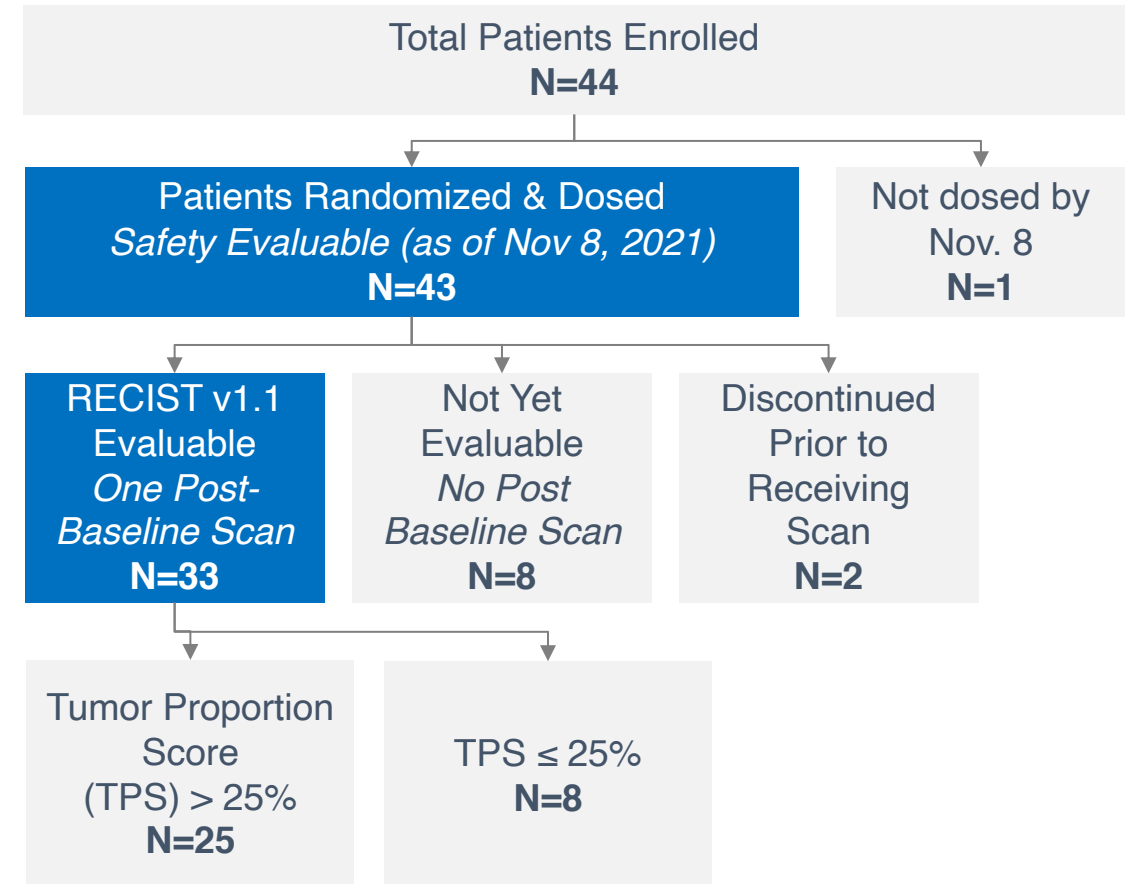 Total Patients Enrolled
N=44
Patients Randomized & Dosed
Safety Evaluable (as of Nov 8, 2021)
N=43
Not dosed by
Nov. 8
N=1
RECIST v1.1
Evaluable
One Post-
Baseline Scan
N=33
Not Yet
Evaluable
No Post
Baseline Scan
N=8
Discontinued
Prior to
Receiving
Scan
N=2
Tumor Proportion
Score
(TPS) > 25%
N=25
TPS ≤ 25%
N=8